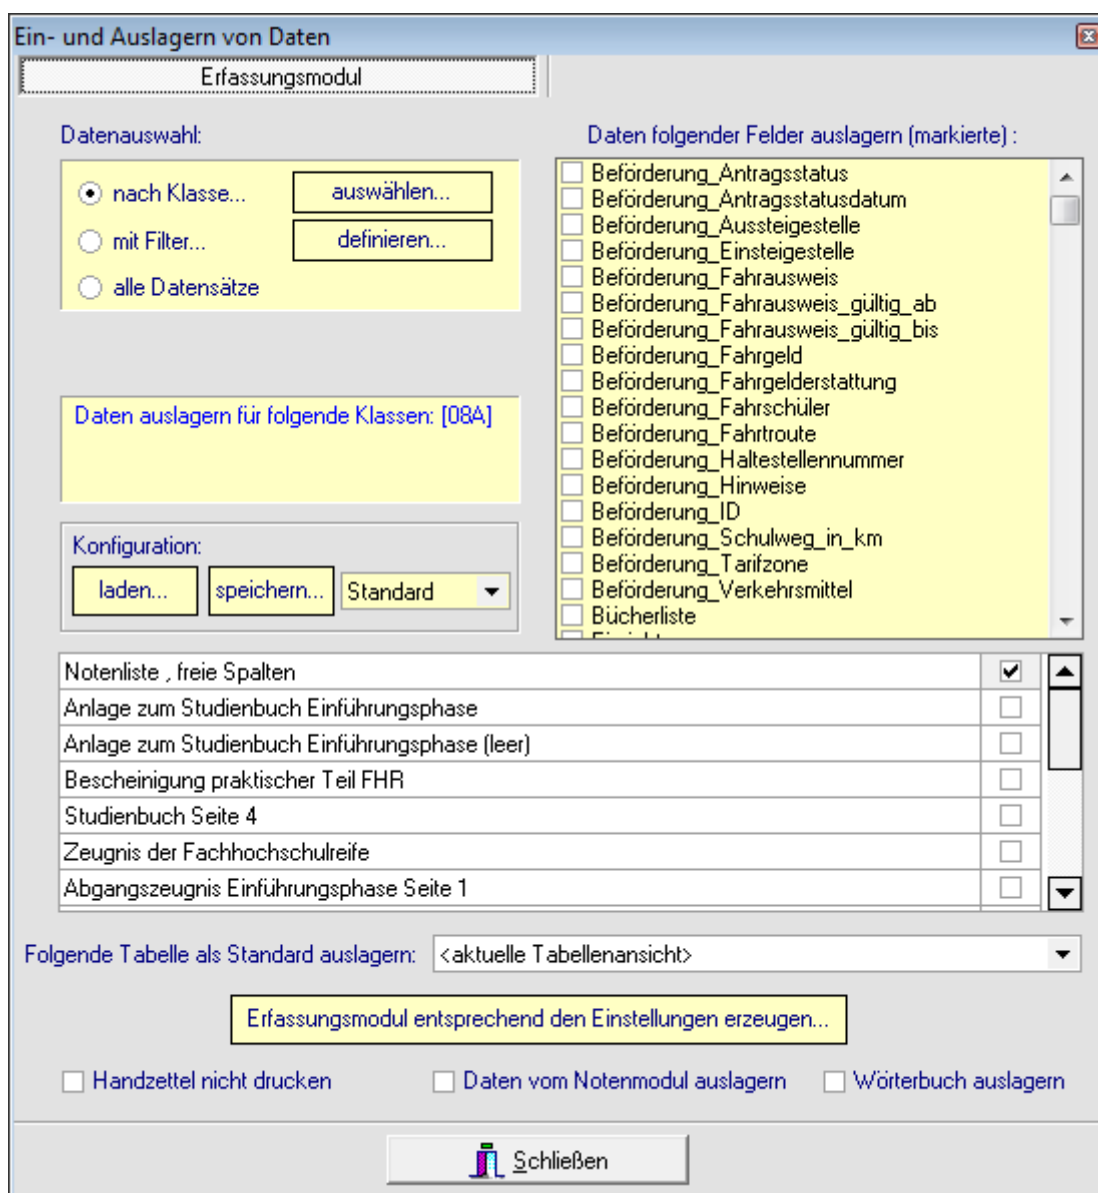 Ein- und Auslagern von Daten
Erfassungsmodul
Datenauswahl:
nach Klasse...
auswählen...
mit Filter...
definieren...
alle Datensätze
Daten auslagern für folgende Klassen: [08A]
Konfiguration:
laden...
speichern...
Standard
Daten folgender Felder auslagern (markierte) :
Beförderung_Antragsstatus
Beförderung_Antragsstatusdatum
Beförderung_Aussteigestelle
Beförderung_Einsteigestelle
Beförderung_Fahrausweis
Beförderung_Fahrausweis_gültig_ab
Beförderung_Fahrausweis_gültig_bis
Beförderung_Fahrgeld
Beförderung_Fahrgelderstattung
Beförderung_Fahrschüler
Beförderung_Fahrtroute
Beförderung_Haltestellennummer
Beförderung_Hinweise
Beförderung_ID
Beförderung_Schulweg_in_km
Beförderung_Tarifzone
Beförderung_Verkehrsmittel
Bücherliste
Notenliste , freie Spalten
Anlage zum Studienbuch Einführungsphase
Anlage zum Studienbuch Einführungsphase (leer)
Bescheinigung praktischer Teil FHR
Studienbuch Seite 4
Zeugnis der Fachhochschulreife
Abgangszeugnis Einführungsphase Seite 1
Folgende Tabelle als Standard auslagern:
<aktuelle Tabellenansicht>
Erfassungsmodul entsprechend den Einstellungen erzeugen...
Handzettel nicht drucken
Daten vom Notenmodul auslagern
Wörterbuch auslagern
Schließen